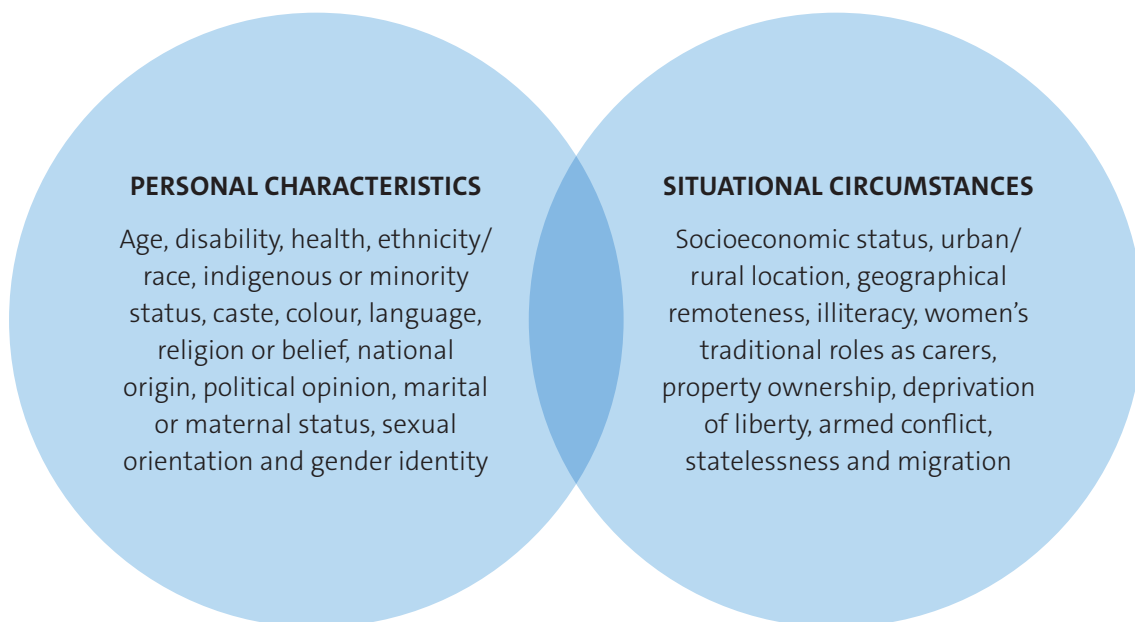 PERSONAL CHARACTERISTICS
Age, disability, health, ethnicity/
race, indigenous or minority
status, caste, colour, language,
religion or belief, national
origin, political opinion, marital
or maternal status, sexual
orientation and gender identity
SITUATIONAL CIRCUMSTANCES
Socioeconomic status, urban/
rural location, geographical
remoteness, illiteracy, women’s
traditional roles as carers,
property ownership, deprivation
of liberty, armed conflict,
statelessness and migration